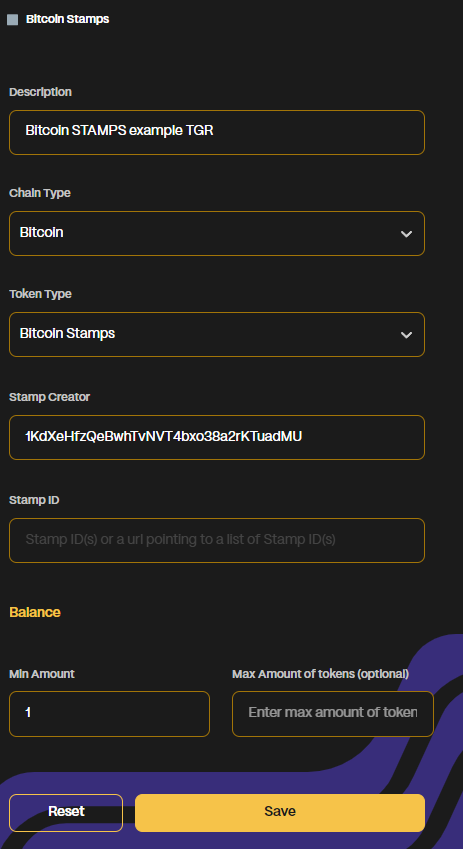 Bitcoin Stamps
Description
Bitcoin STAMPS example TGR
Chain Type
Bitcoin
Token Type
Bitcoin Stamps
Stamp Creator
1KdXeHfzQeBwhTvNVT4bxo38a2rKTuadMU
Stamp ID
Stamp ID(s) or a url pointing to a list of Stamp ID(s)
Balance
Min Amount
Max Amount of tokens (optional)
1
Enter max amount of token
Reset
Save